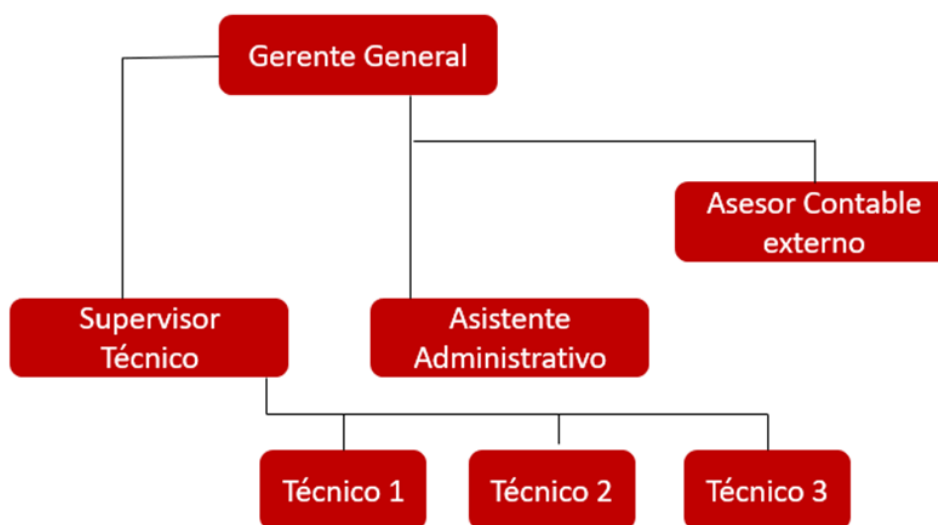 Gerente General
Asesor Contable
externo
Supervisor
Técnico
Asistente
Administrativo
Técnico 1
Técnico 2
Técnico 3